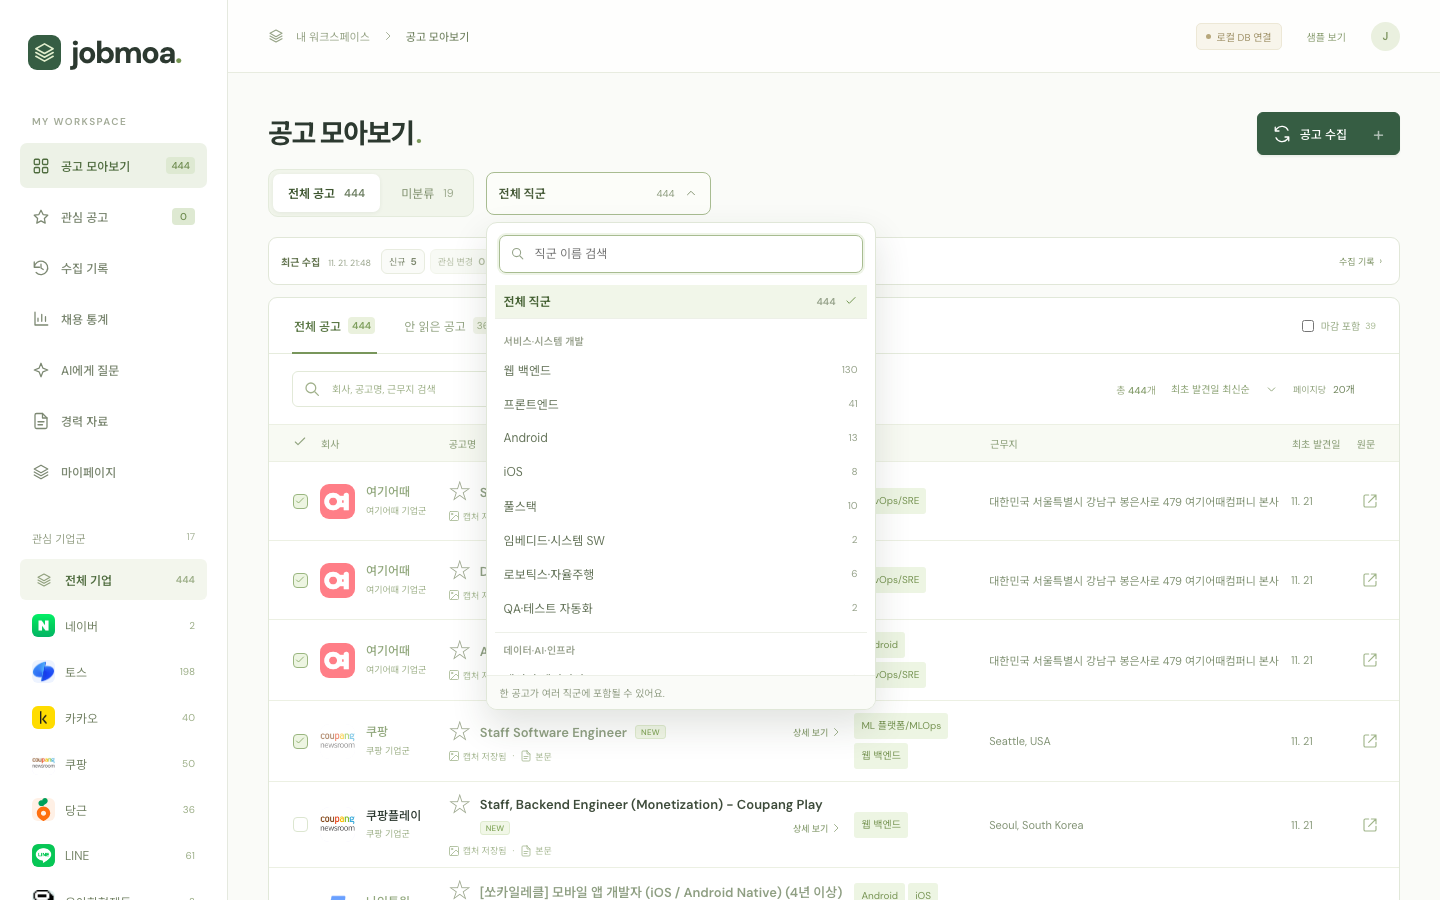 jobmoa.
내 워크스페이스
공고 모아보기
로컬 DB 연결
샘플 보기
J
MY WORKSPACE
공고 모아보기 444
관심 공고 0
수집 기록
채용 통계
AI에게 질문
경력 자료
마이페이지
관심 기업군 17
전체 기업 444
네이버 2
토스 198
카카오 40
쿠팡 50
당근 36
LINE 61
공고 모아보기.
공고 수집 +
전체 공고 444
미분류 19
전체 직군 444
최근 수집 11. 21. 21:48 신규 5 관심 변경 0
수집 기록
직군 이름 검색
전체 직군 444
서비스·시스템 개발
웹 백엔드 130
프론트엔드 41
Android 13
iOS 8
풀스택 10
임베디드·시스템 SW 2
로보틱스·자율주행 6
QA·테스트 자동화 2
데이터·AI·인프라
한 공고가 여러 직군에 포함될 수 있어요.
전체 공고 444
안 읽은 공고
마감 포함 39
회사, 공고명, 근무지 검색
총 444개
최초 발견일 최신순
페이지당 20개
회사 공고명 근무지 최초 발견일 원문
여기어때
여기어때 기업군
vOps/SRE
대한민국 서울특별시 강남구 봉은사로 479 여기어때컴퍼니 본사
11. 21
여기어때
여기어때 기업군
vOps/SRE
대한민국 서울특별시 강남구 봉은사로 479 여기어때컴퍼니 본사
11. 21
여기어때
여기어때 기업군
droid
vOps/SRE
대한민국 서울특별시 강남구 봉은사로 479 여기어때컴퍼니 본사
11. 21
coupang
newsroom
쿠팡
쿠팡 기업군
Staff Software Engineer NEW
상세 보기
캡처 저장됨 · 본문
ML 플랫폼/MLOps
웹 백엔드
Seattle, USA
11. 21
coupang
newsroom
쿠팡플레이
쿠팡 기업군
Staff, Backend Engineer (Monetization) - Coupang Play
NEW
상세 보기
캡처 저장됨 · 본문
웹 백엔드
Seoul, South Korea
11. 21
[쏘카일레클] 모바일 앱 개발자 (iOS / Android Native) (4년 이상)
Android
iOS